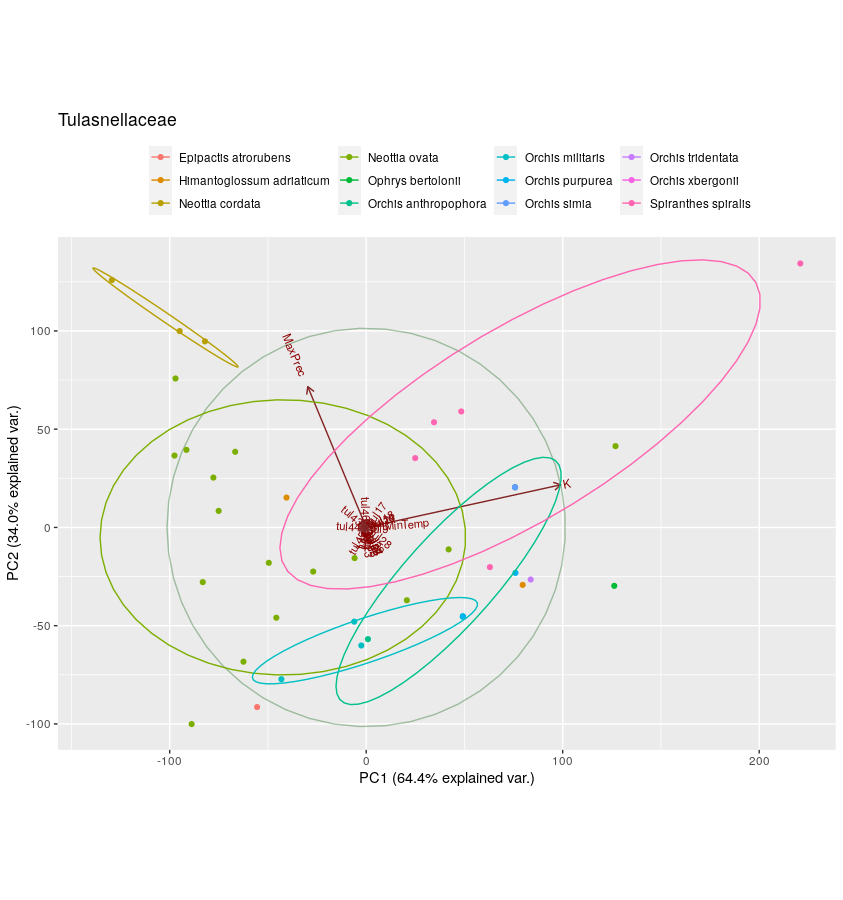 Tulasnellaceae
Epipactis atrorubens
Neottia ovata
Orchis militaris
Orchis tridentata
Himantoglossum adriaticum
Ophrys bertolonii
Orchis purpurea
Orchis xbergonii
Neottia cordata
Orchis anthropophora
Orchis simia
Spiranthes spiralis
MaxPrec
K
100
50
0
-50
-100
-100
0
100
200
PC1 (64.4% explained var.)
PC2 (34.0% explained var.)